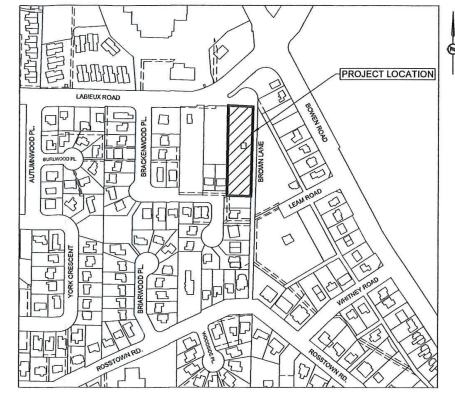 PROJECT LOCATION
LABIEUX ROAD
AUTUMNWOOD PL.
BURLWOOD PL.
BRACKENWOOD PL.
BROWN LANE
BOWEN ROAD
LEAM ROAD
YORK CRESCENT
BRIARWOOD PL.
WHITNEY ROAD
ROSSTOWN RD.
ROSSTOWN RD.